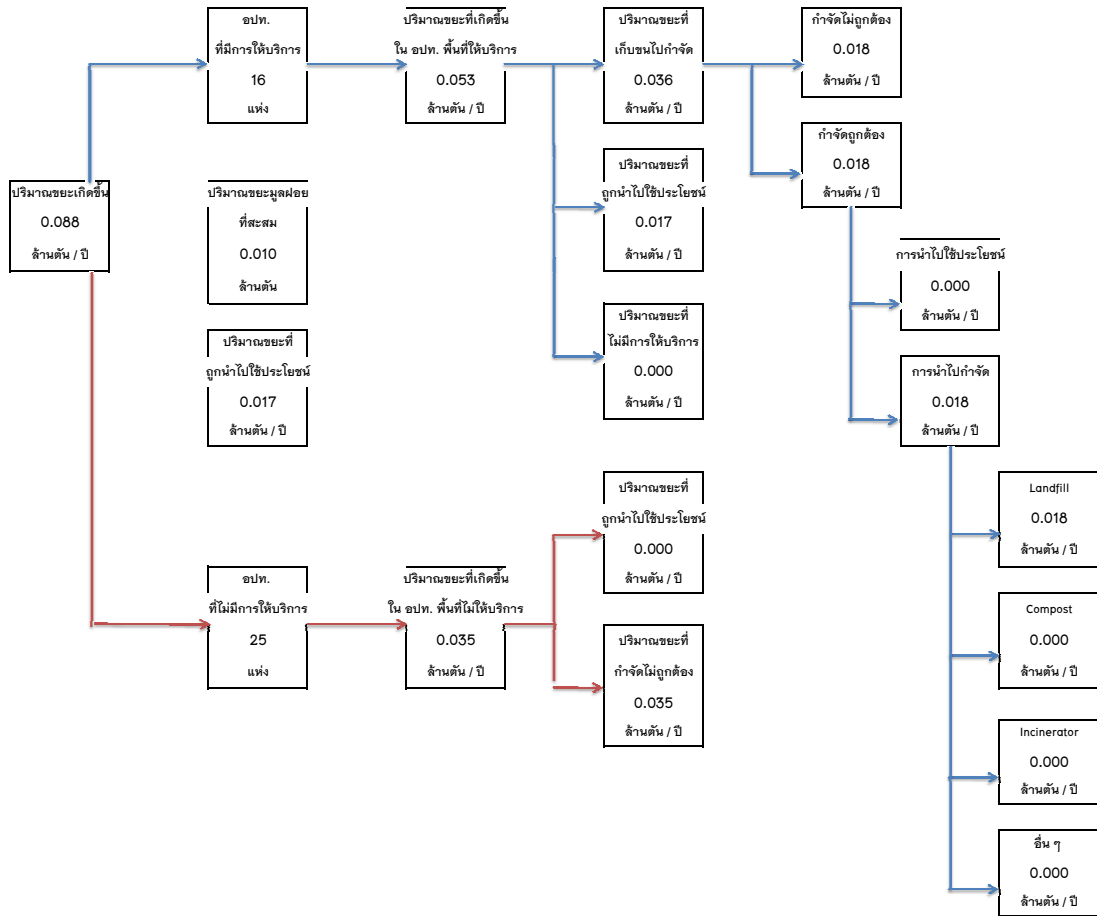 อปท.
ที่มีการให้บริการ
16
แห่ง
ปริมาณขยะที่เกิดขึ้น
ใน อปท. พื้นที่ให้บริการ
0.053
ล้านตัน / ปี
ปริมาณขยะที่
เก็บขนไปกำจัด
0.036
ล้านตัน / ปี
กำจัดไม่ถูกต้อง
0.018
ล้านตัน / ปี
กำจัดถูกต้อง
0.018
ล้านตัน / ปี
ปริมาณขยะเกิดขึ้น
0.088
ล้านตัน / ปี
ปริมาณขยะมูลฝอย
ที่สะสม
0.010
ล้านตัน
ปริมาณขยะที่
ถูกนำไปใช้ประโยชน์
0.017
ล้านตัน / ปี
การนำไปใช้ประโยชน์
0.000
ล้านตัน / ปี
ปริมาณขยะที่
ไม่มีการให้บริการ
0.000
ล้านตัน / ปี
ปริมาณขยะที่
ถูกนำไปใช้ประโยชน์
0.017
ล้านตัน / ปี
การนำไปกำจัด
0.018
ล้านตัน / ปี
ปริมาณขยะที่
ถูกนำไปใช้ประโยชน์
0.000
ล้านตัน / ปี
Landfill
0.018
ล้านตัน / ปี
อปท.
ที่ไม่มีการให้บริการ
25
แห่ง
ปริมาณขยะที่เกิดขึ้น
ใน อปท. พื้นที่ไม่ให้บริการ
0.035
ล้านตัน / ปี
ปริมาณขยะที่
กำจัดไม่ถูกต้อง
0.035
ล้านตัน / ปี
Compost
0.000
ล้านตัน / ปี
Incinerator
0.000
ล้านตัน / ปี
อื่น ๆ
0.000
ล้านตัน / ปี